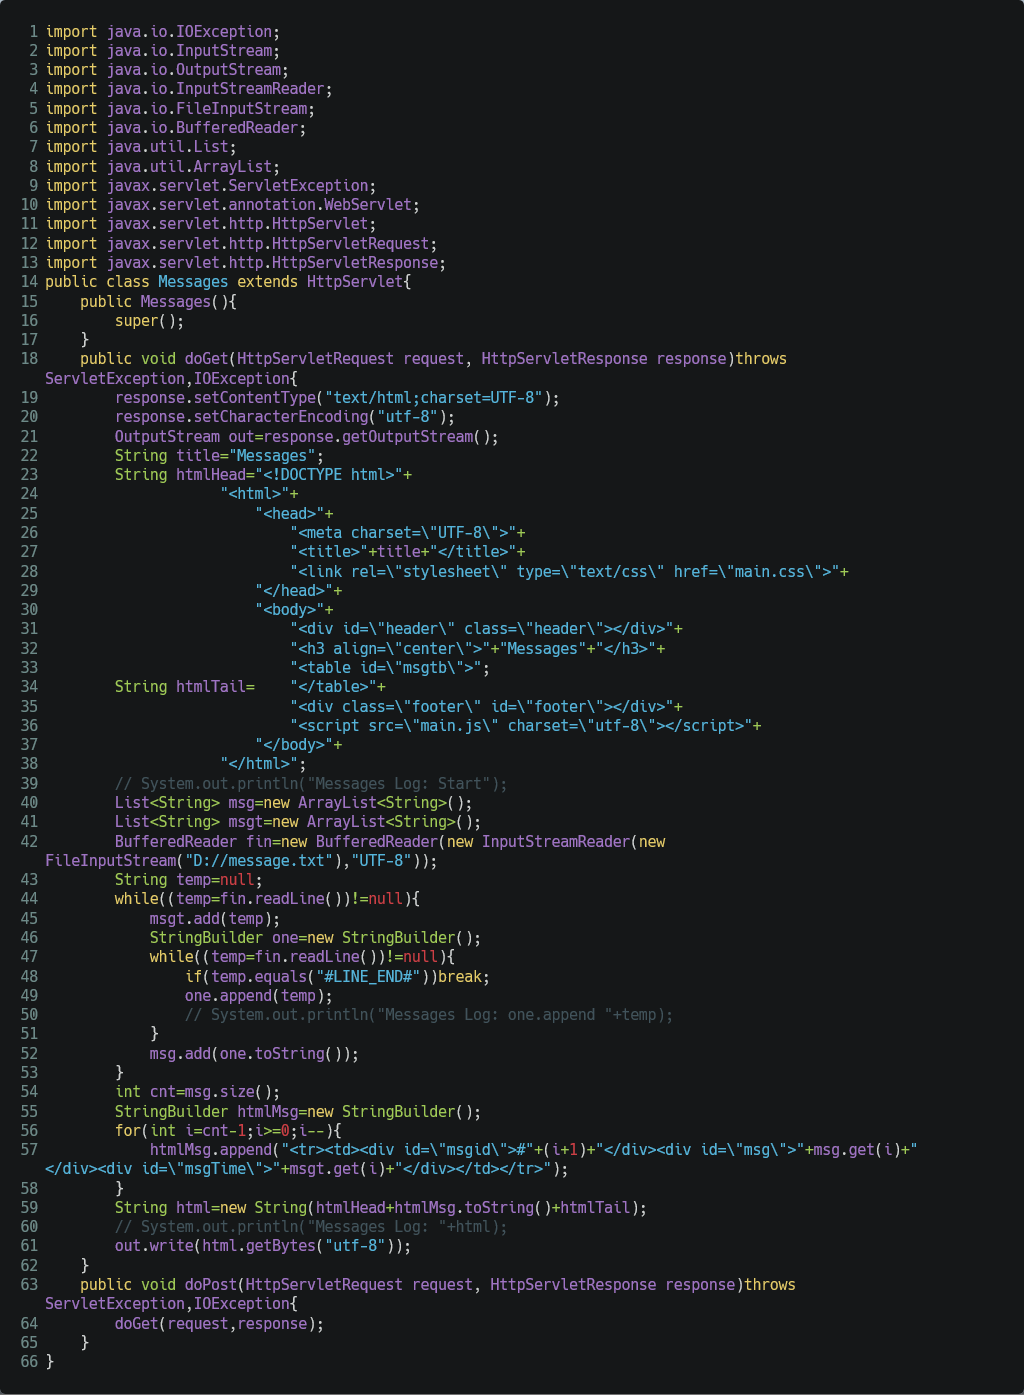 1 import java.io.IOException;
2 import java.io.InputStream;
3 import java.io.OutputStream;
4 import java.io.InputStreamReader;
5 import java.io.FileInputStream;
6 import java.io.BufferedReader;
7 import java.util.List;
8 import java.util.ArrayList;
9 import javax.servlet.ServletException;
10 import javax.servlet.annotation.WebServlet;
11 import javax.servlet.http.HttpServlet;
12 import javax.servlet.http.HttpServletRequest;
13 import javax.servlet.http.HttpServletResponse;
14 public class Messages extends HttpServlet{
15     public Messages(){
16         super();
17     }
18     public void doGet(HttpServletRequest request, HttpServletResponse response)throws
ServletException,IOException{
19         response.setContentType("text/html;charset=UTF-8");
20         response.setCharacterEncoding("utf-8");
21         OutputStream out=response.getOutputStream();
22         String title="Messages";
23         String htmlHead="<!DOCTYPE html>"+
24                     "<html>"+
25                         "<head>"+
26                             "<meta charset=\"UTF-8\">"+
27                             "<title>"+title+"</title>"+
28                             "<link rel=\"stylesheet\" type=\"text/css\" href=\"main.css\">"+
29                         "</head>"+
30                         "<body>"+
31                             "<div id=\"header\" class=\"header\"></div>"+
32                             "<h3 align=\"center\">"+"Messages"+"</h3>"+
33                             "<table id=\"msgtb\">";
34         String htmlTail=    "</table>"+
35                             "<div class=\"footer\" id=\"footer\"></div>"+
36                             "<script src=\"main.js\" charset=\"utf-8\"></script>"+
37                         "</body>"+
38                     "</html>";
39         // System.out.println("Messages Log: Start");
40         List<String> msg=new ArrayList<String>();
41         List<String> msgt=new ArrayList<String>();
42         BufferedReader fin=new BufferedReader(new InputStreamReader(new
FileInputStream("D://message.txt"),"UTF-8"));
43         String temp=null;
44         while((temp=fin.readLine())!=null){
45             msgt.add(temp);
46             StringBuilder one=new StringBuilder();
47             while((temp=fin.readLine())!=null){
48                 if(temp.equals("#LINE_END#"))break;
49                 one.append(temp);
50                 // System.out.println("Messages Log: one.append "+temp);
51             }
52             msg.add(one.toString());
53         }
54         int cnt=msg.size();
55         StringBuilder htmlMsg=new StringBuilder();
56         for(int i=cnt-1;i>=0;i--){
57             htmlMsg.append("<tr><td><div id=\"msgid\">#"+(i+1)+"</div><div id=\"msg\">"+msg.get(i)+"
</div><div id=\"msgTime\">"+msgt.get(i)+"</div></td></tr>");
58         }
59         String html=new String(htmlHead+htmlMsg.toString()+htmlTail);
60         // System.out.println("Messages Log: "+html);
61         out.write(html.getBytes("utf-8"));
62     }
63     public void doPost(HttpServletRequest request, HttpServletResponse response)throws
ServletException,IOException{
64         doGet(request,response);
65     }
66 }